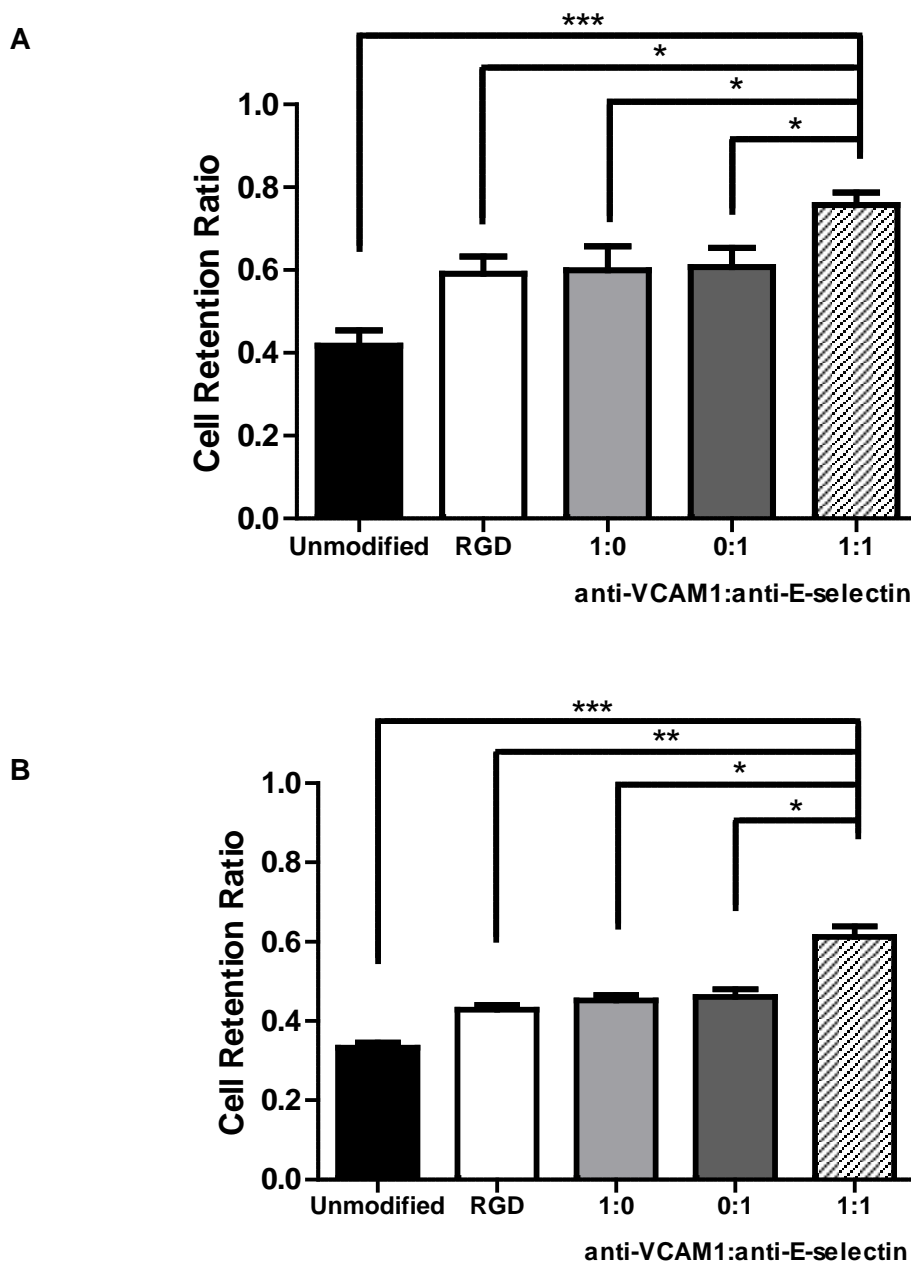 A
***
*
*
*
Cell Retention Ratio
1.0
0.8
0.6
0.4
0.2
0.0
Unmodified RGD 1:0 0:1 1:1
anti-VCAM1:anti-E-selectin
B
***
**
*
*
Cell Retention Ratio
1.0
0.8
0.6
0.4
0.2
0.0
Unmodified RGD 1:0 0:1 1:1
anti-VCAM1:anti-E-selectin